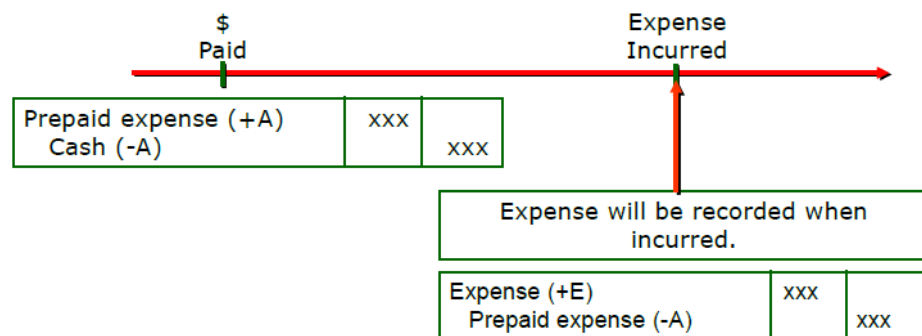 $
Paid
Expense
Incurred
Prepaid expense (+A) xxx
Cash (-A) xxx
Expense will be recorded when
incurred.
Expense (+E) xxx
Prepaid expense (-A) xxx